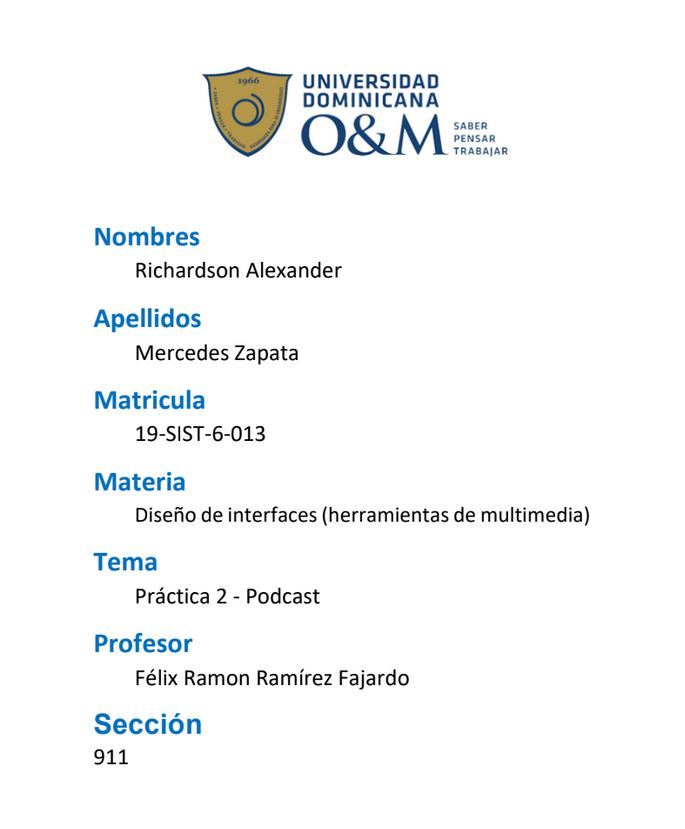 1966
UNIVERSIDAD
DOMINICANA
O&M
SABER
PENSAR
TRABAJAR
Nombres
Richardson Alexander
Apellidos
Mercedes Zapata
Matricula
19-SIST-6-013
Materia
Diseño de interfaces (herramientas de multimedia)
Tema
Práctica 2 - Podcast
Profesor
Félix Ramon Ramírez Fajardo
Sección
911